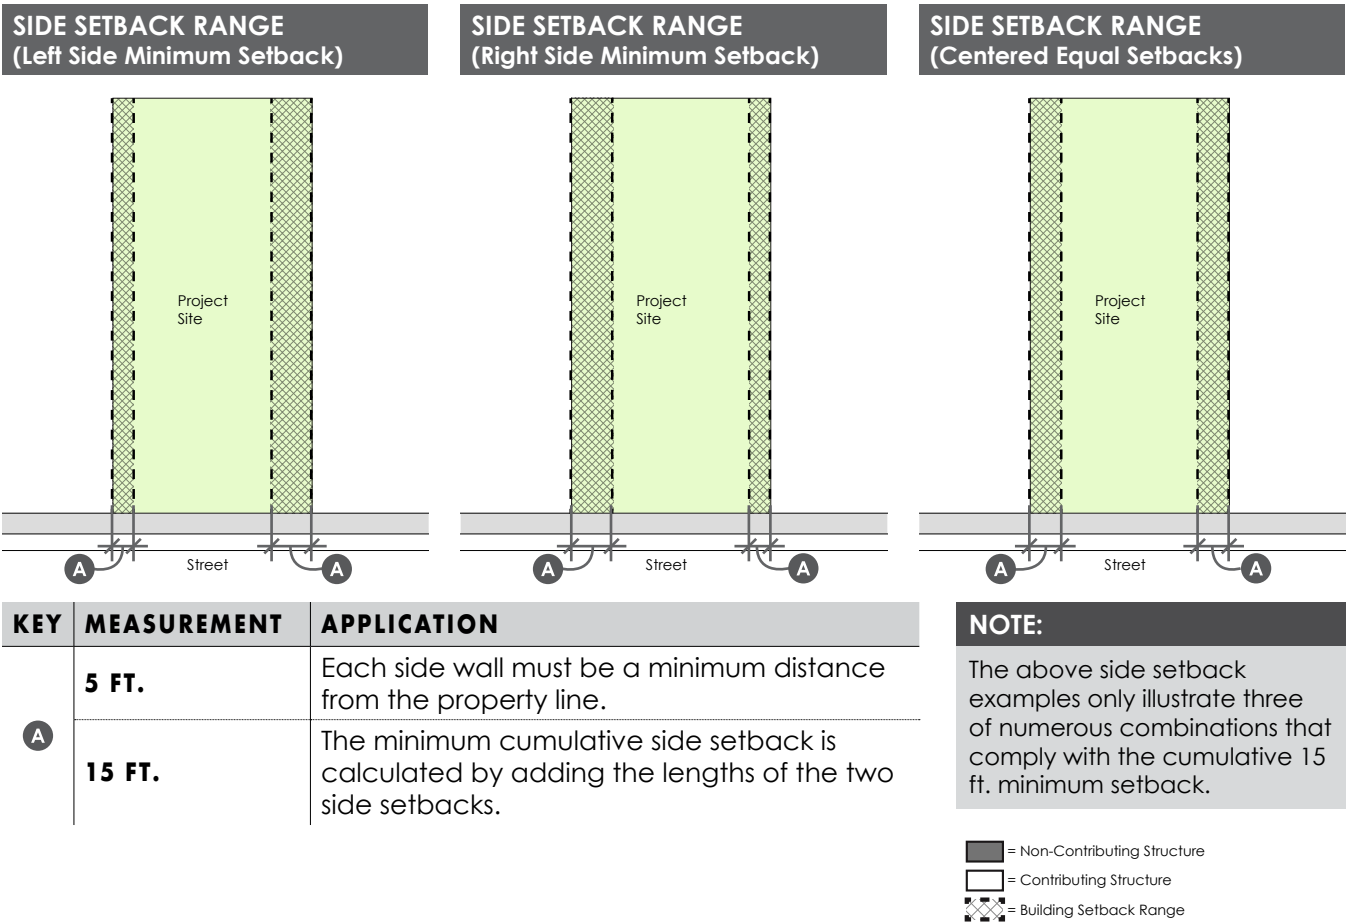 SIDE SETBACK RANGE
(Left Side Minimum Setback)
SIDE SETBACK RANGE
(Right Side Minimum Setback)
SIDE SETBACK RANGE
(Centered Equal Setbacks)
Project
Site
Project
Site
Project
Site
A
Street
A
A
Street
A
A
Street
A
KEY MEASUREMENT APPLICATION
A
5 FT.
Each side wall must be a minimum distance
from the property line.
15 FT.
The minimum cumulative side setback is
calculated by adding the lengths of the two
side setbacks.
NOTE:
The above side setback
examples only illustrate three
of numerous combinations that
comply with the cumulative 15
ft. minimum setback.
= Non-Contributing Structure
= Contributing Structure
= Building Setback Range